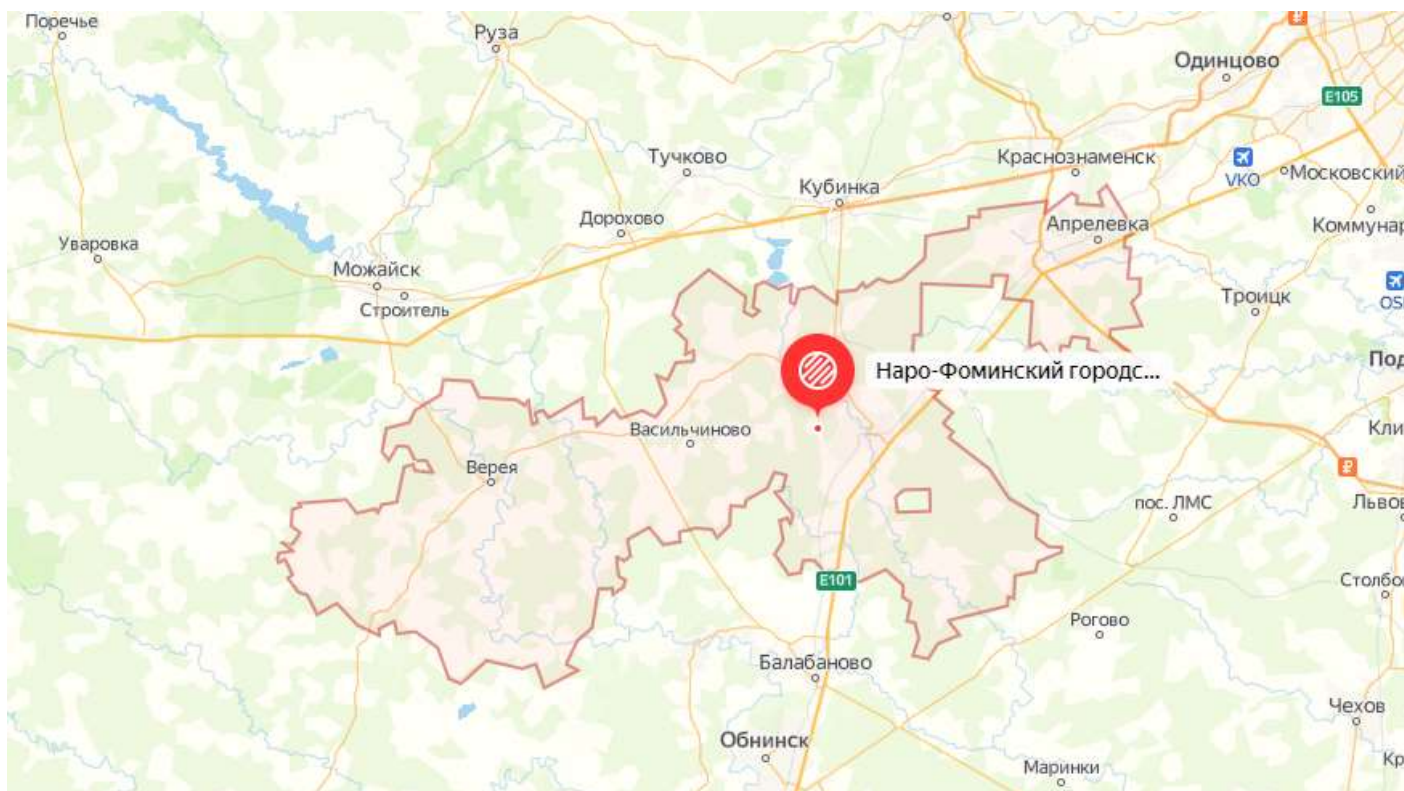 Поречье
Руза
Одинцово
E105
Тучково
Краснознаменск
VKO
Московский
Кубинка
Дорохово
Апрелевка
Коммунар
Уваровка
Можайск
Строитель
Троицк
OSF
Под
Наро-Фоминский городс...
Васильчиново
Кли
Верея
₽
₽
пос. ЛМС
Львов
E101
Столбов
Рогово
Балабаново
Чехов
Обнинск
Маринки
Кр